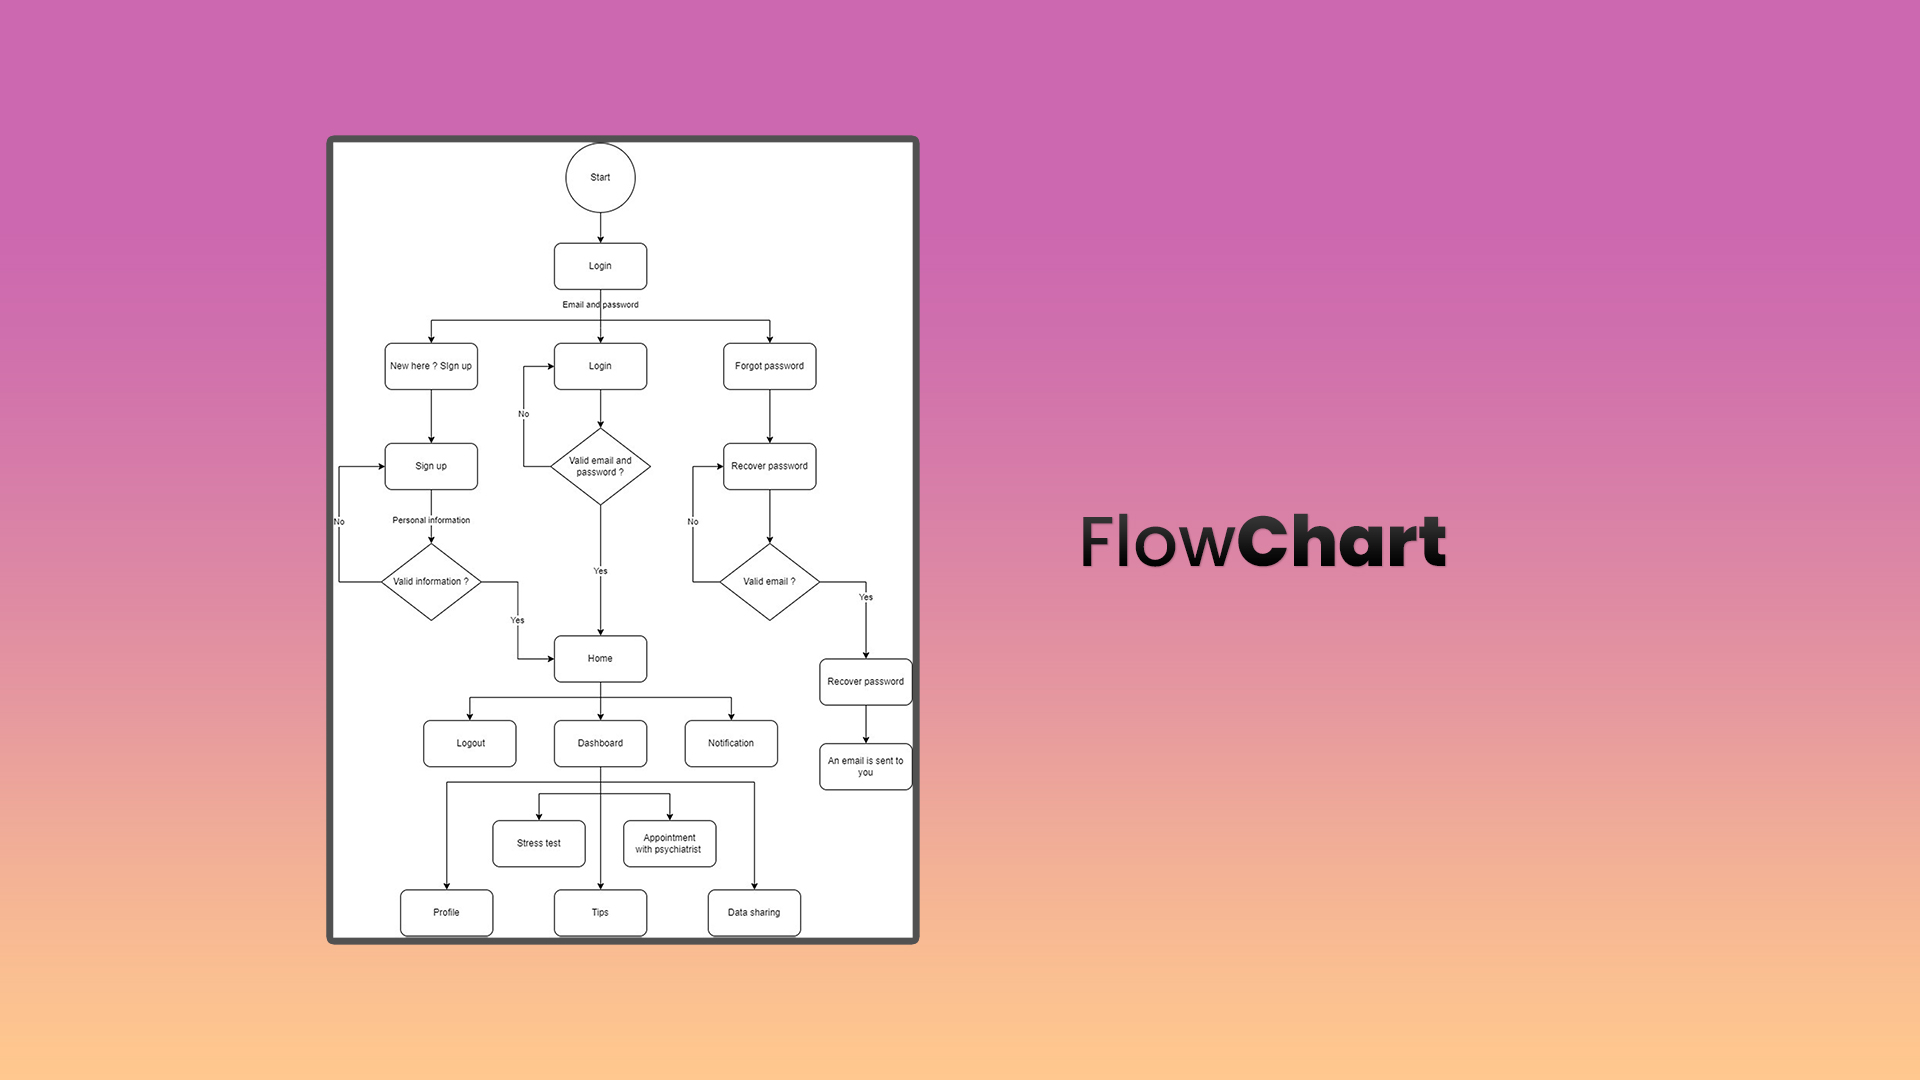 Start
Login
Email and password
New here ? SIgn up
Login
Forgot password
No
Sign up
Valid email and
password ?
Recover password
No
Personal information
No
Yes
Valid information ?
Valid email ?
Yes
Yes
Home
Recover password
Logout
Dashboard
Notification
An email is sent to
you
Stress test
Appointment
with psychiatrist
Profile
Tips
Data sharing
FlowChart